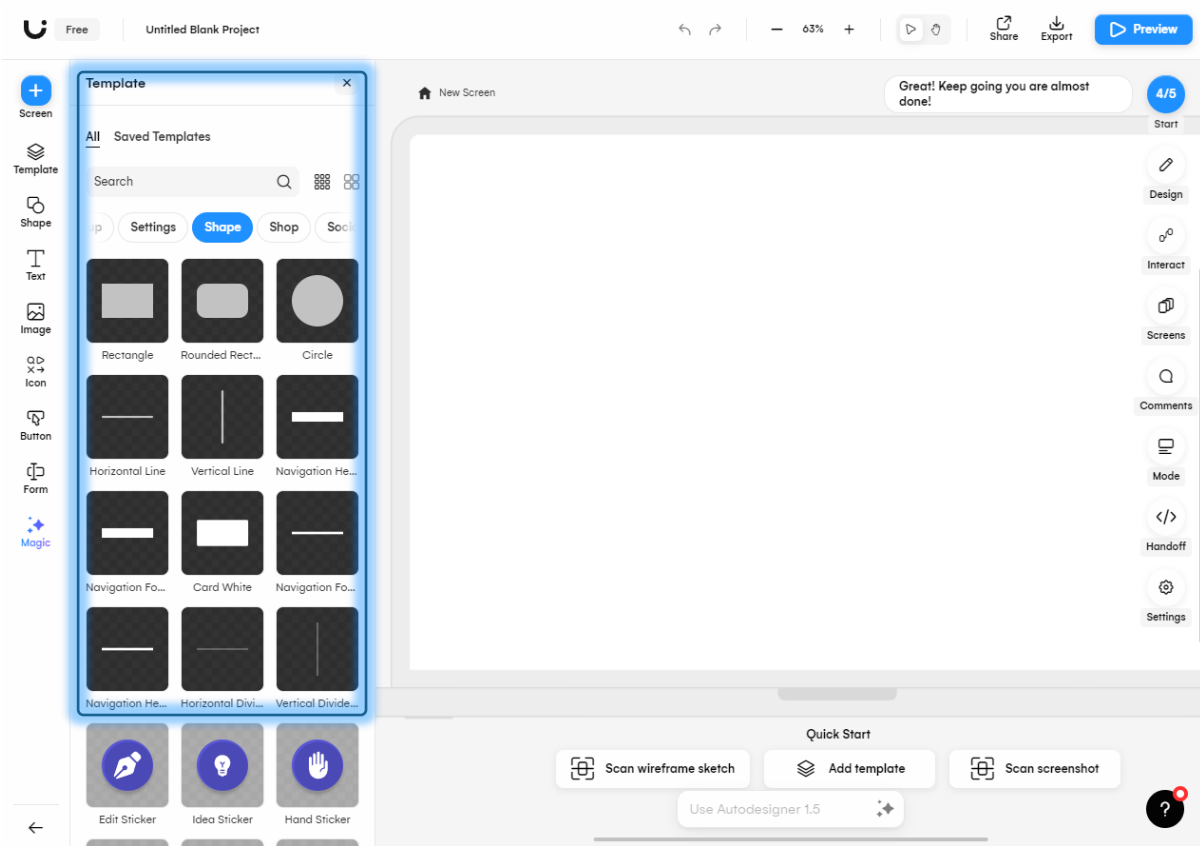 Free
Untitled Blank Project
63%
Share
Export
Preview
Screen
Template
Shape
Text
Image
Icon
Button
Form
Magic
Template
All
Saved Templates
Search
Settings
Shape
Shop
Rectangle
Rounded Rect...
Circle
Horizontal Line
Vertical Line
Navigation He...
Navigation Fo...
Card White
Navigation Fo...
Navigation He...
Horizontal Divi...
Vertical Divide...
Edit Sticker
Idea Sticker
Hand Sticker
New Screen
Great! Keep going you are almost
done!
4/5
Start
Design
Interact
Screens
Comments
Mode
Handoff
Settings
Quick Start
Scan wireframe sketch
Add template
Scan screenshot
Use Autodesigner 1.5
?